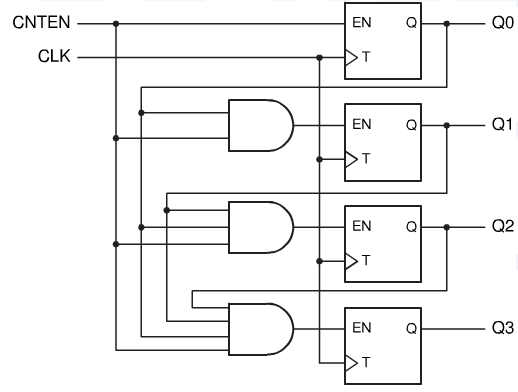 CNTEN EN Q Q0
CLK T
EN Q Q1
T
EN Q Q2
T
EN Q Q3
T